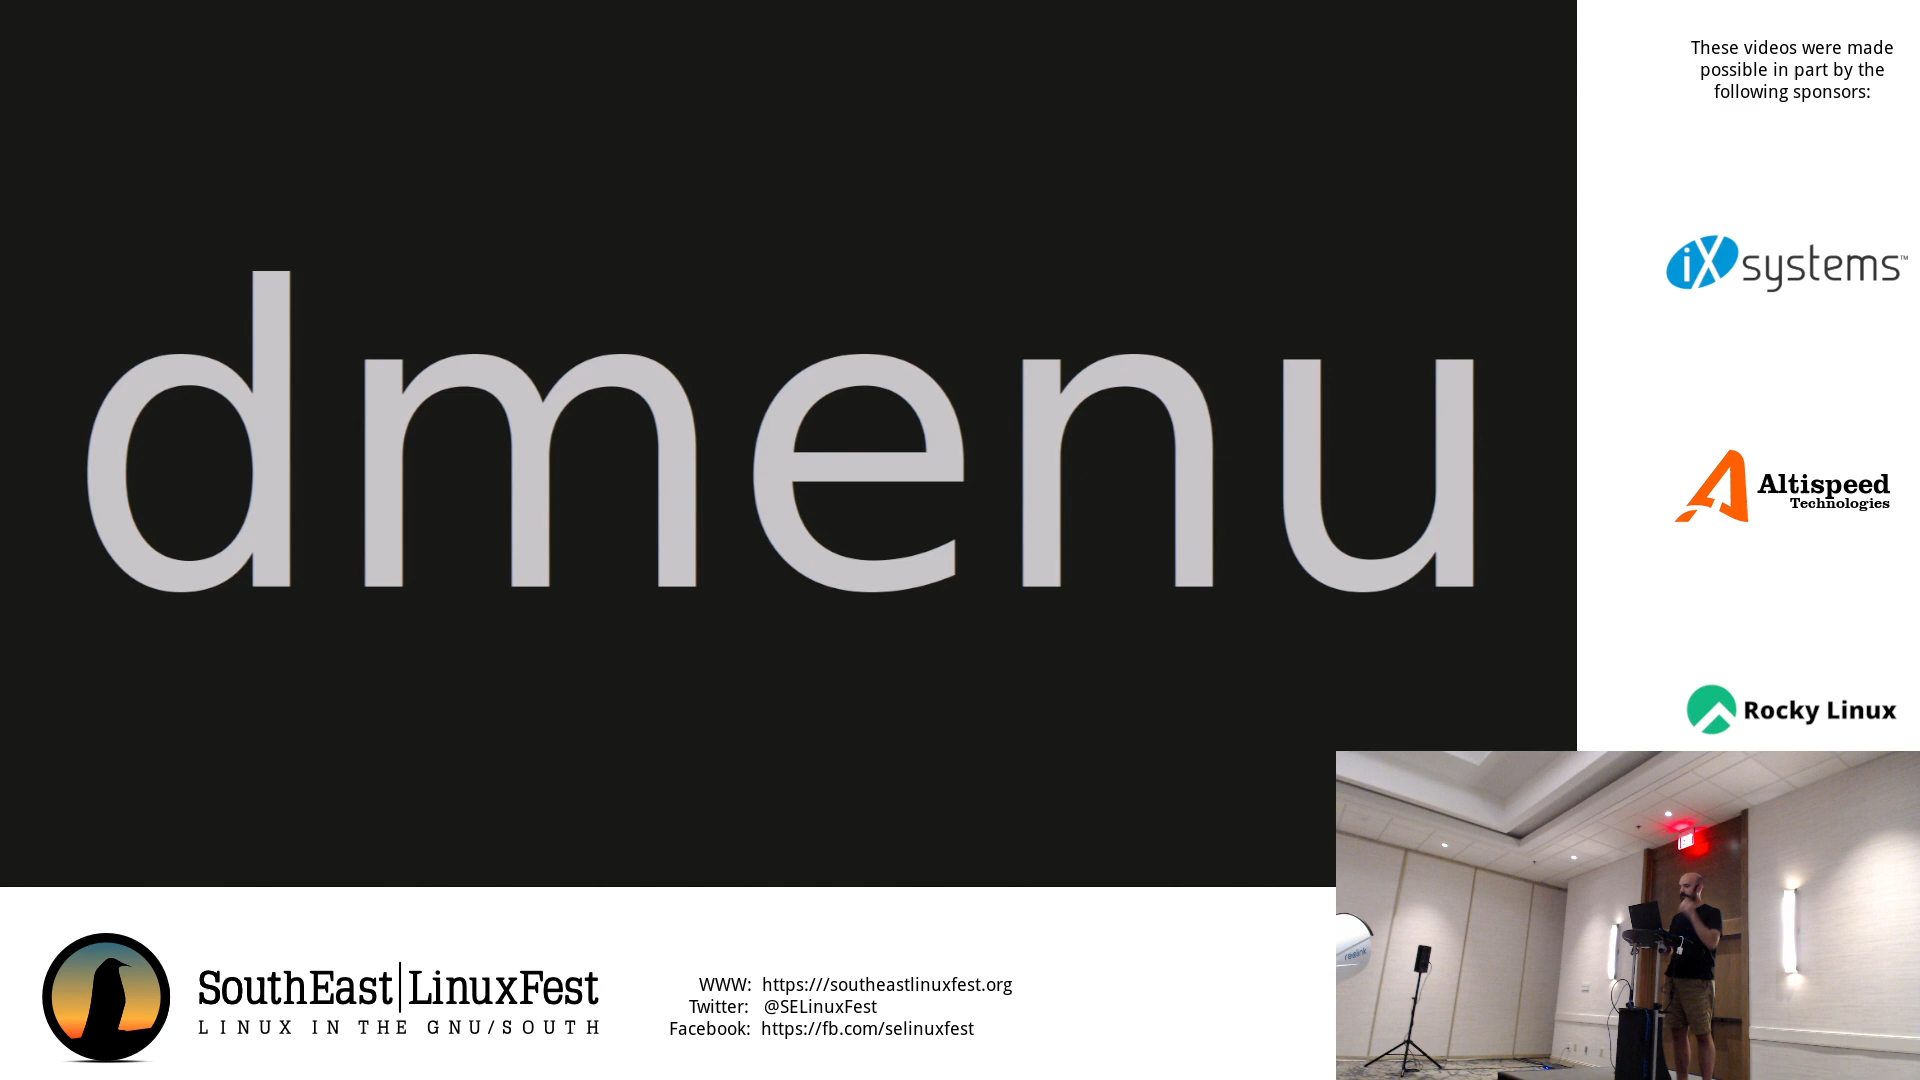 dmenu
These videos were made
possible in part by the
following sponsors:
iXsystems™
Altispeed
Technologies
Rocky Linux
SouthEast LinuxFest
LINUX IN THE GNU/SOUTH
WWW: https:///southeastlinuxfest.org
Twitter: @SELinuxFest
Facebook: https://fb.com/selinuxfest